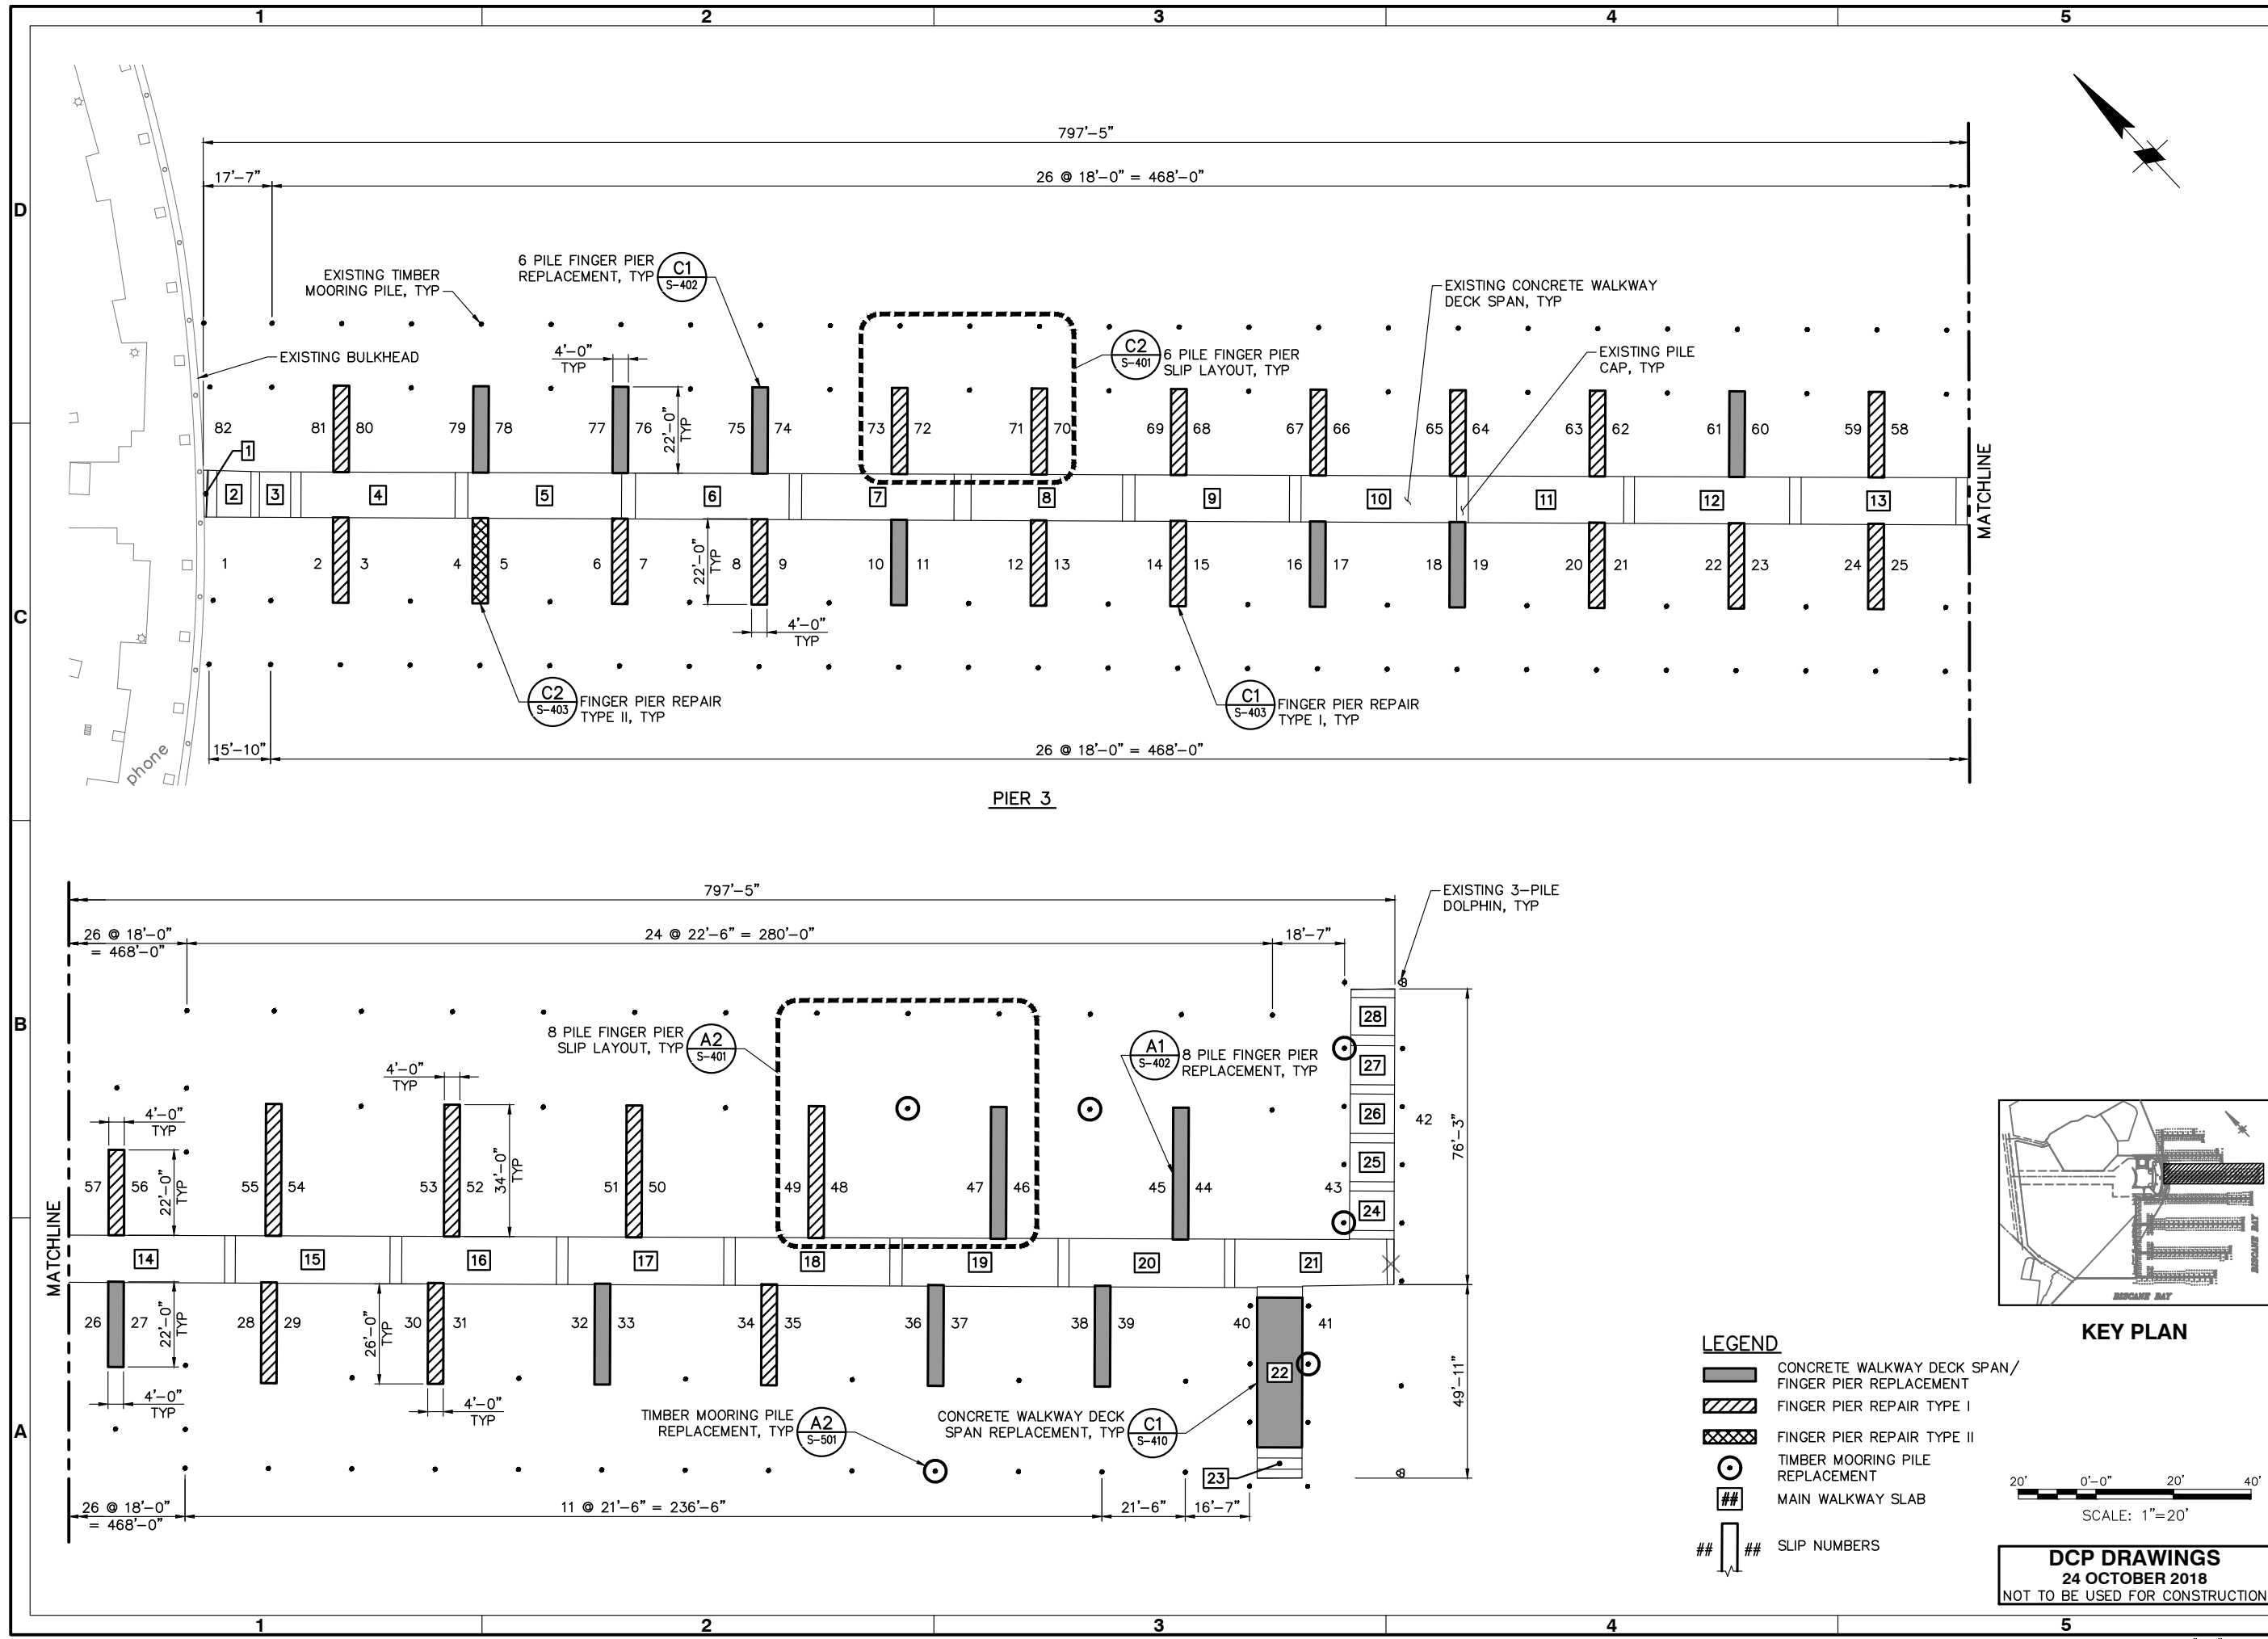 1 2 3 4 5
D
C
B
A
797'-5"
17'-7"
26 @ 18'-0" = 468'-0"
6 PILE FINGER PIER
REPLACEMENT, TYP
C1
S-402
EXISTING TIMBER
MOORING PILE, TYP
EXISTING BULKHEAD
4'-0"
TYP
C2
S-401
6 PILE FINGER PIER
SLIP LAYOUT, TYP
EXISTING CONCRETE WALKWAY
DECK SPAN, TYP
EXISTING PILE
CAP, TYP
22'-0"
TYP
82 81 80 79 78 77 76 75 74 73 72 71 70 69 68 67 66 65 64 63 62 61 60 59 58
1
2 3 4 5 6 7 8 9 10 11 12 13
MATCHLINE
22'-0"
TYP
1 2 3 4 5 6 7 8 9 10 11 12 13 14 15 16 17 18 19 20 21 22 23 24 25
4'-0"
TYP
C2
S-403
FINGER PIER REPAIR
TYPE II, TYP
C1
S-403
FINGER PIER REPAIR
TYPE I, TYP
phone
15'-10"
26 @ 18'-0" = 468'-0"
PIER 3
797'-5"
EXISTING 3-PILE
DOLPHIN, TYP
26 @ 18'-0"
= 468'-0"
24 @ 22'-6" = 280'-0"
18'-7"
8 PILE FINGER PIER
SLIP LAYOUT, TYP
A2
S-401
A1
S-402
8 PILE FINGER PIER
REPLACEMENT, TYP
4'-0"
TYP
4'-0"
TYP
22'-0"
TYP
34'-0"
TYP
28
27
26
25
24
42
76'-3"
57 56 55 54 53 52 51 50 49 48 47 46 45 44 43
MATCHLINE
14 15 16 17 18 19 20 21
26 27 28 29 30 31 32 33 34 35 36 37 38 39 40 41
22'-0"
TYP
26'-0"
TYP
22
49'-11"
4'-0"
TYP
4'-0"
TYP
TIMBER MOORING PILE
REPLACEMENT, TYP
A2
S-501
CONCRETE WALKWAY DECK
SPAN REPLACEMENT, TYP
C1
S-410
23
26 @ 18'-0"
= 468'-0"
11 @ 21'-6" = 236'-6"
21'-6"
16'-7"
BISCANE BAY
BISCANE BAY
KEY PLAN
LEGEND
CONCRETE WALKWAY DECK SPAN/
FINGER PIER REPLACEMENT
FINGER PIER REPAIR TYPE I
FINGER PIER REPAIR TYPE II
TIMBER MOORING PILE
REPLACEMENT
## MAIN WALKWAY SLAB
## ## SLIP NUMBERS
20' 0'-0" 20' 40'
SCALE: 1"=20'
DCP DRAWINGS
24 OCTOBER 2018
NOT TO BE USED FOR CONSTRUCTION
1 2 3 4 5